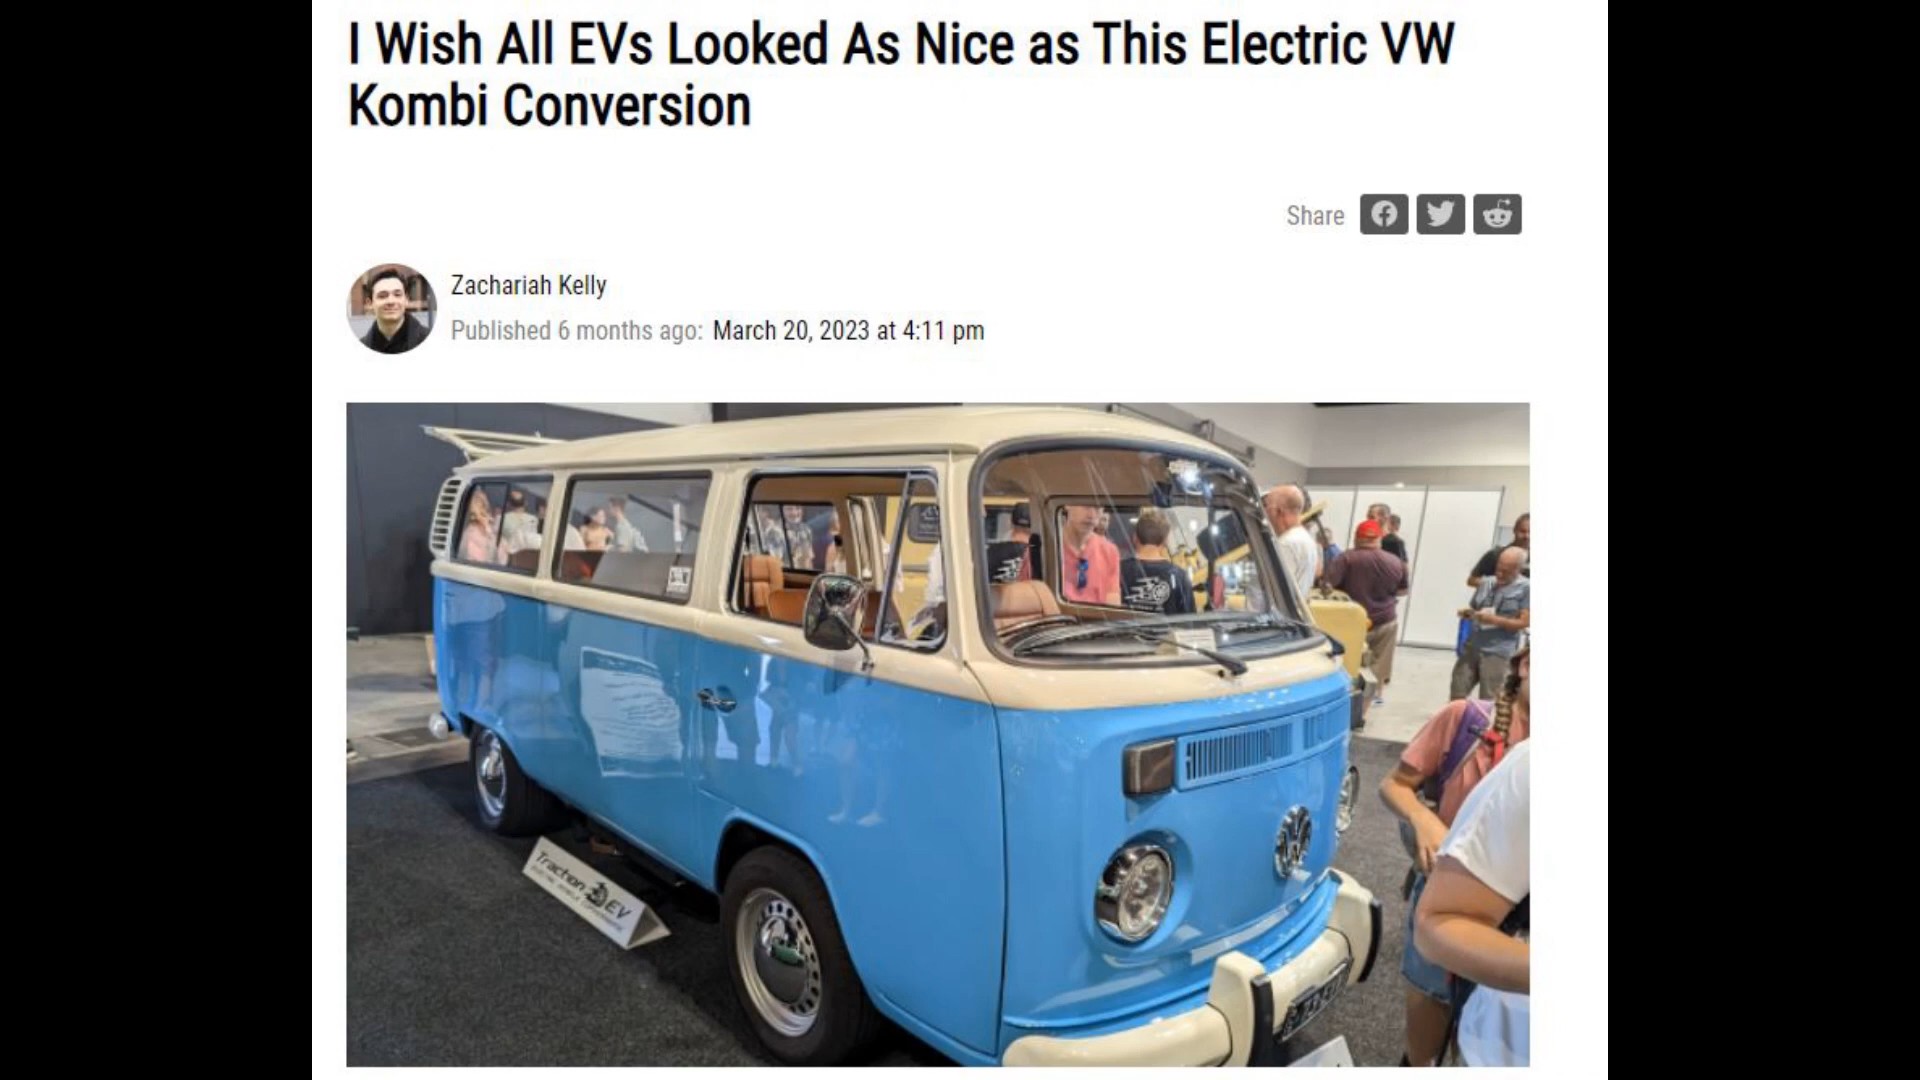 I Wish All EVs Looked As Nice as This Electric VW
Kombi Conversion
Share
Zachariah Kelly
Published 6 months ago: March 20, 2023 at 4:11 pm
Traction EV